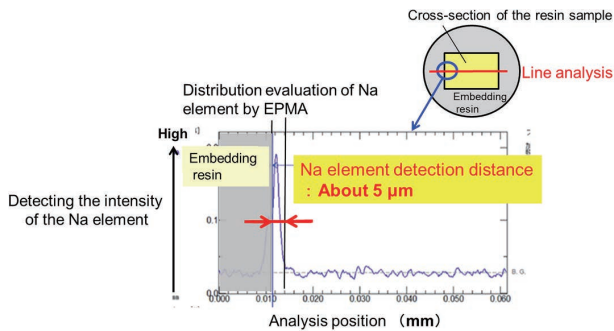 Cross-section of the resin sample
Line analysis
Embedding
resin
Distribution evaluation of Na
element by EPMA
High
Embedding
resin
Na element detection distance
: About 5 μm
Detecting the intensity
of the Na element
0.1
B.G.
0.000
0.010
0.020
0.030
0.040
0.050
0.061
Analysis position （mm）